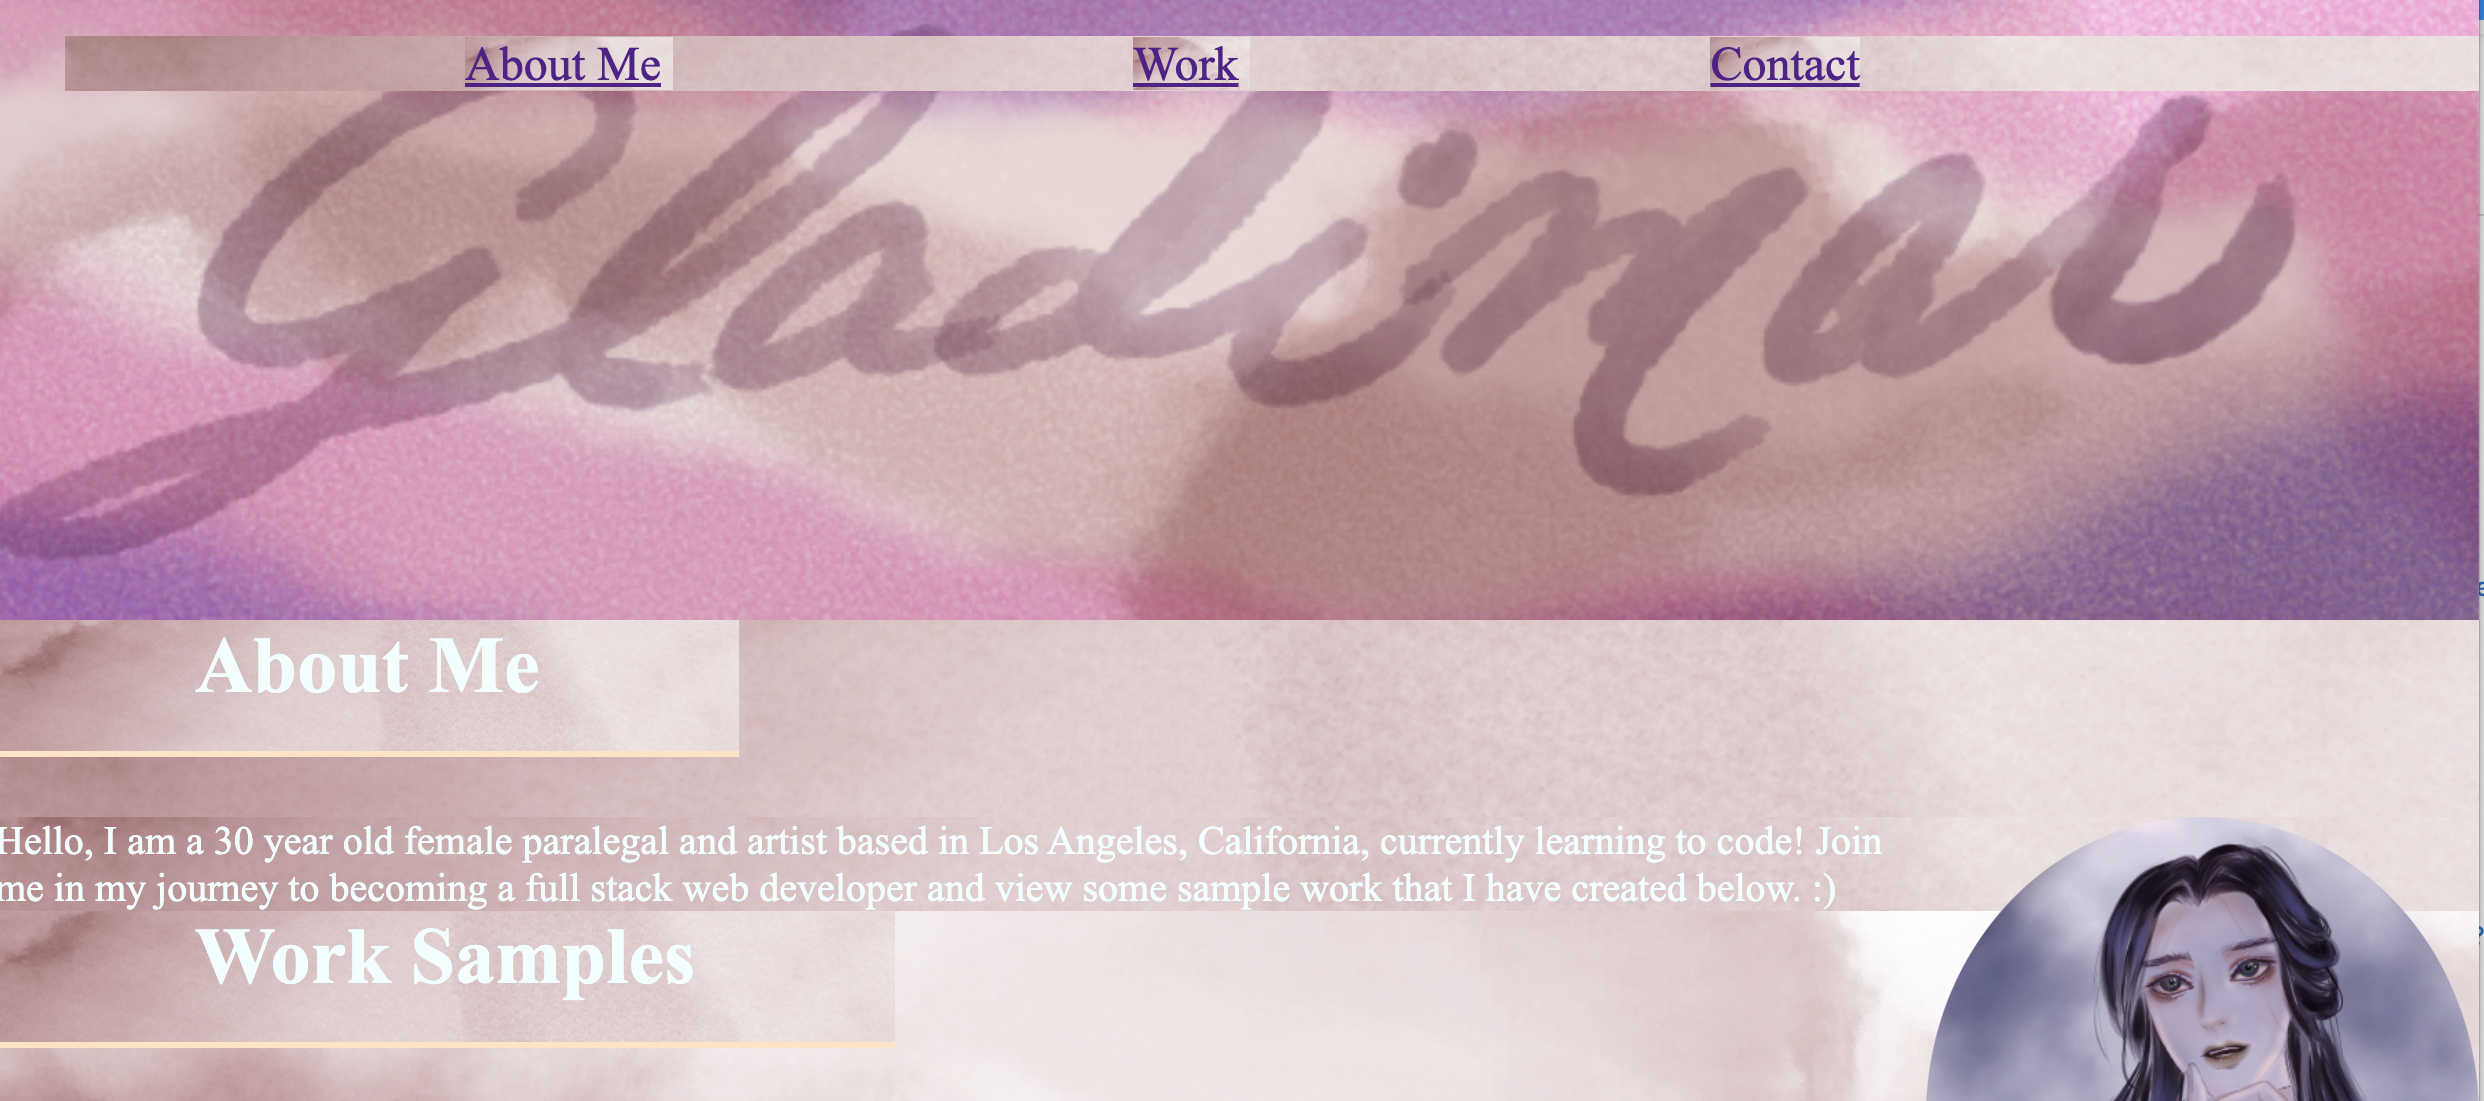 About Me Work Contact
Gladimar
About Me
Hello, I am a 30 year old female paralegal and artist based in Los Angeles, California, currently learning to code! Join
me in my journey to becoming a full stack web developer and view some sample work that I have created below. :)
Work Samples